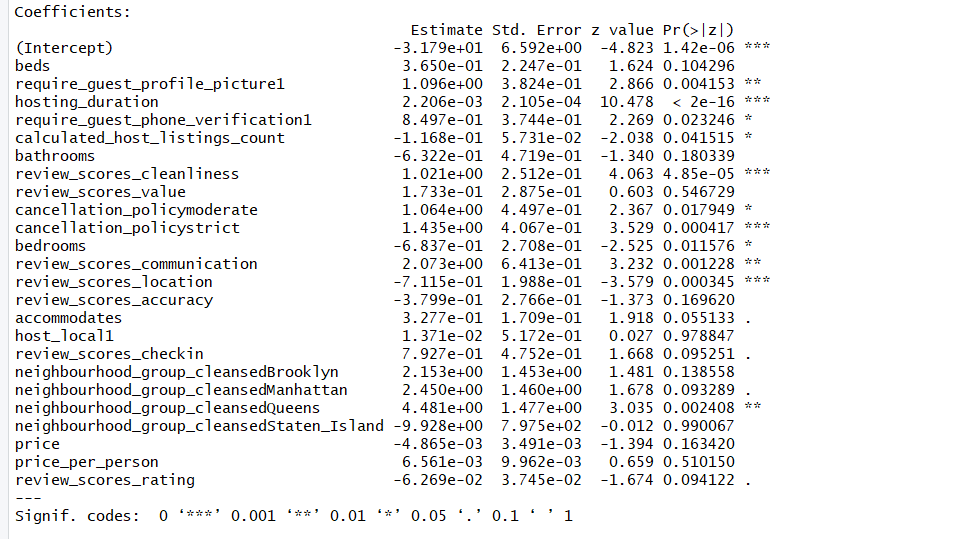 Coefficients:
Estimate Std. Error z value Pr(>|z|)
(Intercept) -3.179e+01 6.592e+00 -4.823 1.42e-06 ***
beds 3.650e-01 2.247e-01 1.624 0.104296
require_guest_profile_picture1 1.096e+00 3.824e-01 2.866 0.004153 **
hosting_duration 2.206e-03 2.105e-04 10.478 < 2e-16 ***
require_guest_phone_verification1 8.497e-01 3.744e-01 2.269 0.023246 *
calculated_host_listings_count -1.168e-01 5.731e-02 -2.038 0.041515 *
bathrooms -6.322e-01 4.719e-01 -1.340 0.180339
review_scores_cleanliness 1.021e+00 2.512e-01 4.063 4.85e-05 ***
review_scores_value 1.733e-01 2.875e-01 0.603 0.546729
cancellation_policymoderate 1.064e+00 4.497e-01 2.367 0.017949 *
cancellation_policystrict 1.435e+00 4.067e-01 3.529 0.000417 ***
bedrooms -6.837e-01 2.708e-01 -2.525 0.011576 *
review_scores_communication 2.073e+00 6.413e-01 3.232 0.001228 **
review_scores_location -7.115e-01 1.988e-01 -3.579 0.000345 ***
review_scores_accuracy -3.799e-01 2.766e-01 -1.373 0.169620
accommodates 3.277e-01 1.709e-01 1.918 0.055133 .
host_local1 1.371e-02 5.172e-01 0.027 0.978847
review_scores_checkin 7.927e-01 4.752e-01 1.668 0.095251 .
neighbourhood_group_cleansedBrooklyn 2.153e+00 1.453e+00 1.481 0.138558
neighbourhood_group_cleansedManhattan 2.450e+00 1.460e+00 1.678 0.093289 .
neighbourhood_group_cleansedQueens 4.481e+00 1.477e+00 3.035 0.002408 **
neighbourhood_group_cleansedStaten_Island -9.928e+00 7.975e+02 -0.012 0.990067
price -4.865e-03 3.491e-03 -1.394 0.163420
price_per_person 6.561e-03 9.962e-03 0.659 0.510150
review_scores_rating -6.269e-02 3.745e-02 -1.674 0.094122 .
---
Signif. codes: 0 ‘***’ 0.001 ‘**’ 0.01 ‘*’ 0.05 ‘.’ 0.1 ‘ ’ 1